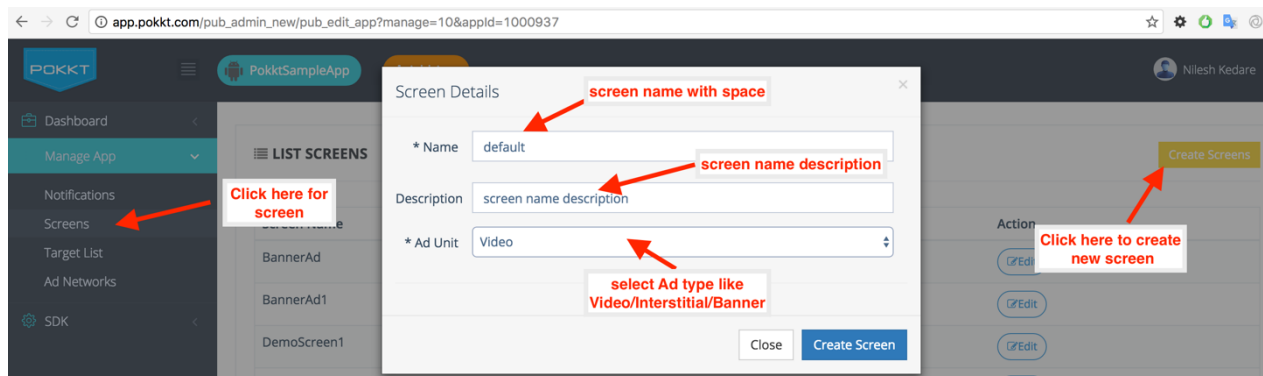 app.pokkt.com/pub_admin_new/pub_edit_app?manage=10&appId=1000937
POKKT
PokktSampleApp
Nilesh Kedare
Screen Details
screen name with space
×
Dashboard
Manage App
LIST SCREENS
* Name
default
Create Screens
screen name description
Notifications
Click here for
screen
Description
screen name description
Screens
Screen Name
Action
* Ad Unit
Video
Click here to create
new screen
Target List
BannerAd
Edit
select Ad type like
Video/Interstitial/Banner
Ad Networks
BannerAd1
Edit
SDK
DemoScreen1
Close
Create Screen
Edit